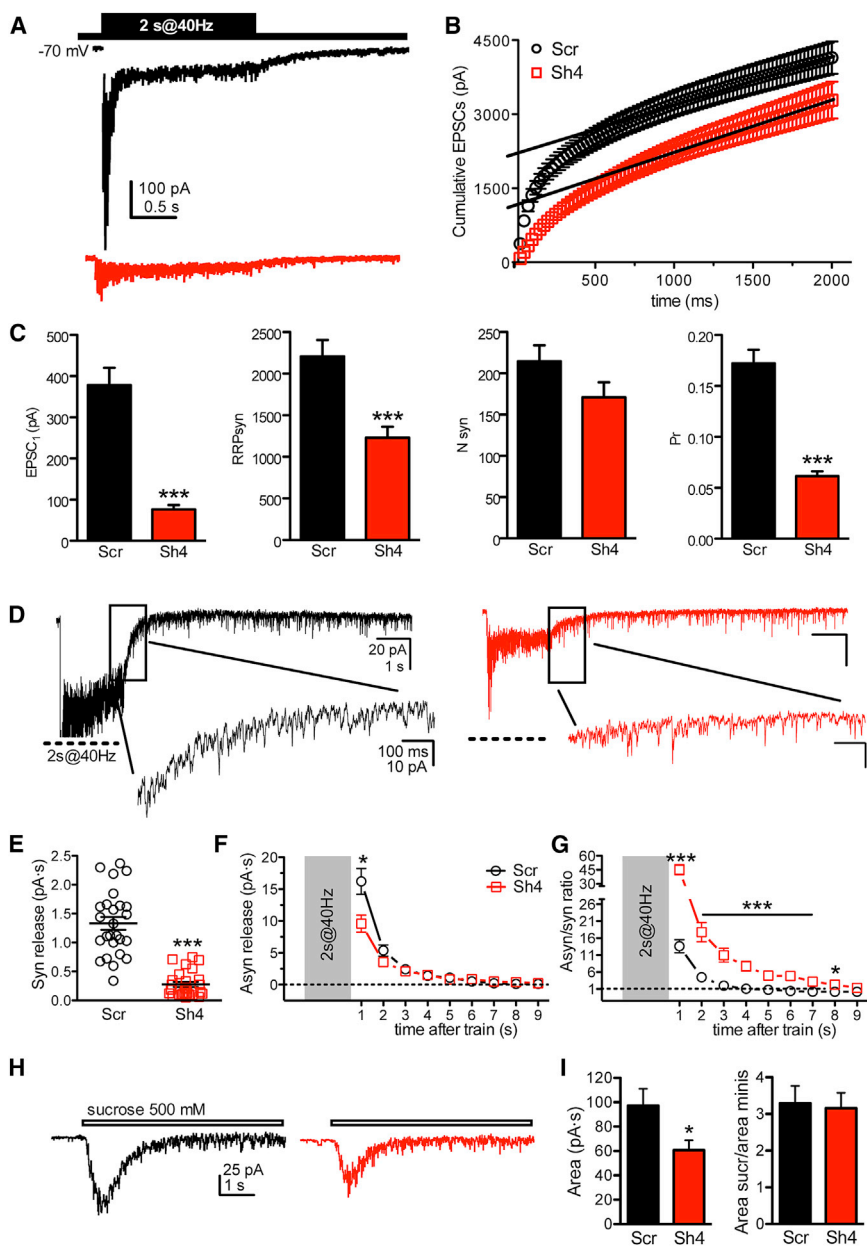 A
2 s@40Hz
-70 mV
100 pA
0.5 s
B
4500
3000
1500
0
Cumulative EPSCs (pA)
Scr
Sh4
500
1000
1500
2000
time (ms)
C
500
400
300
200
100
0
EPSC1 (pA)
***
Scr
Sh4
2500
2250
2000
1750
1500
1250
1000
750
500
250
0
RRPsyn
***
Scr
Sh4
250
200
150
100
50
0
N syn
Scr
Sh4
0.20
0.15
0.10
0.05
0.00
Pr
***
Scr
Sh4
D
20 pA
1 s
2s@40Hz
100 ms
10 pA
E
2.5
2.0
1.5
1.0
0.5
0.0
Syn release (pA·s)
***
Scr
Sh4
F
20
15
10
5
0
Asyn release (pA·s)
2s@40Hz
*
Scr
Sh4
1 2 3 4 5 6 7 8 9
time after train (s)
G
60
45
30
26
21
16
11
6
1
Asyn/syn ratio
2s@40Hz
***
***
*
1 2 3 4 5 6 7 8 9
time after train (s)
H
sucrose 500 mM
25 pA
1 s
I
120
100
80
60
40
20
0
Area (pA·s)
*
Scr
Sh4
4
3
2
1
0
Area sucr/area minis
Scr
Sh4